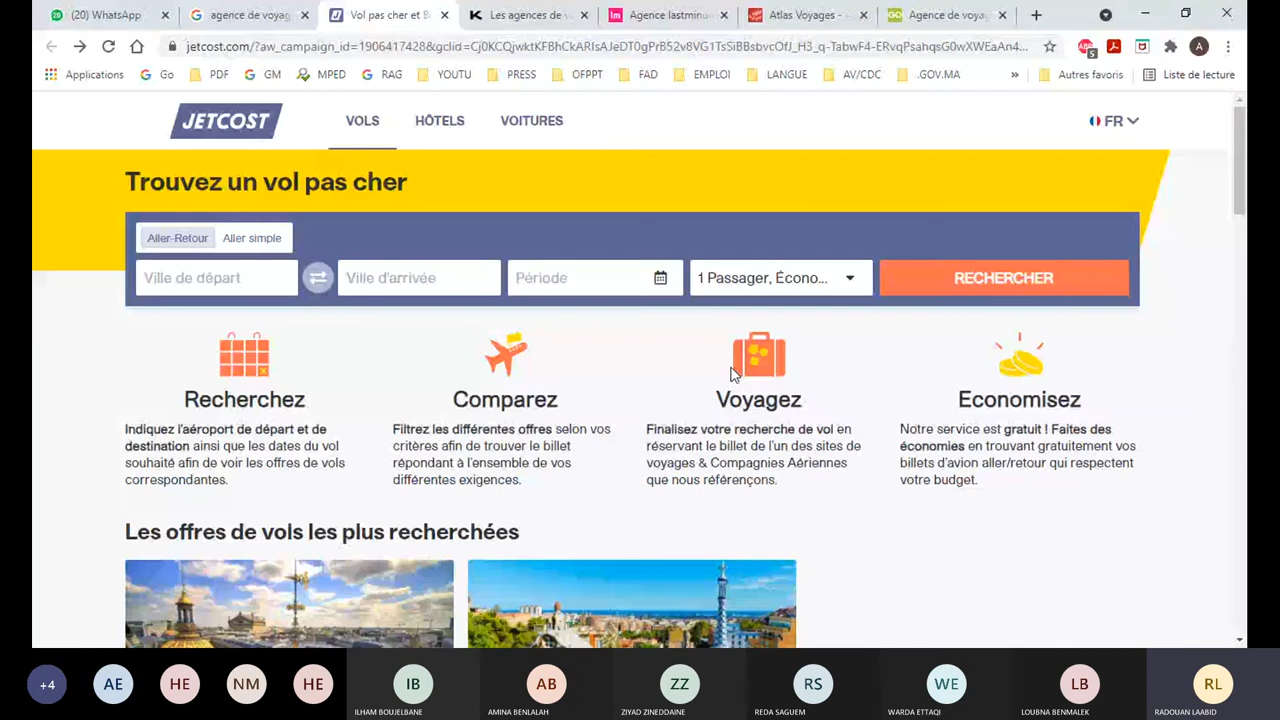 (20) WhatsApp
agence de voyag
Vol pas cher et B
Les agences de vo
Agence lastminut
Atlas Voyages -
Agence de voyag
jetcost.com/?aw_campaign_id=1906417428&gclid=Cj0KCQjwktKFBhCkARIsAJeDT0gPrB52v8VG1TsSiBBsbvcOfJ_H3_q-TabwF4-ERvqPsahqsG0wXWEaAn4...
5
A
Applications
Go
PDF
GM
MPED
RAG
YOUTU
PRESS
OFPPT
FAD
EMPLOI
LANGUE
AV/CDC
.GOV.MA
»
Autres favoris
Liste de lecture
JETCOST
VOLS
HÔTELS
VOITURES
FR
Trouvez un vol pas cher
Aller-Retour
Aller simple
Ville de départ
Ville d'arrivée
Période
1 Passager, Écono...
RECHERCHER
Recherchez
Indiquez l'aéroport de départ et de
destination ainsi que les dates du vol
souhaité afin de voir les offres de vols
correspondantes.
Comparez
Filtrez les différentes offres selon vos
critères afin de trouver le billet
répondant à l'ensemble de vos
différentes exigences.
Voyagez
Finalisez votre recherche de vol en
réservant le billet de l'un des sites de
voyages & Compagnies Aériennes
que nous référençons.
Economisez
Notre service est gratuit ! Faites des
économies en trouvant gratuitement vos
billets d'avion aller/retour qui respectent
votre budget.
Les offres de vols les plus recherchées
+4
AE
HE
NM
HE
IB
ILHAM BOUJELBANE
AB
AMINA BENLALAH
ZZ
ZIYAD ZINEDDAINE
RS
REDA SAGUEM
WE
WARDA ETTAQI
LB
LOUBNA BENMALEK
RL
RADOUAN LAABID